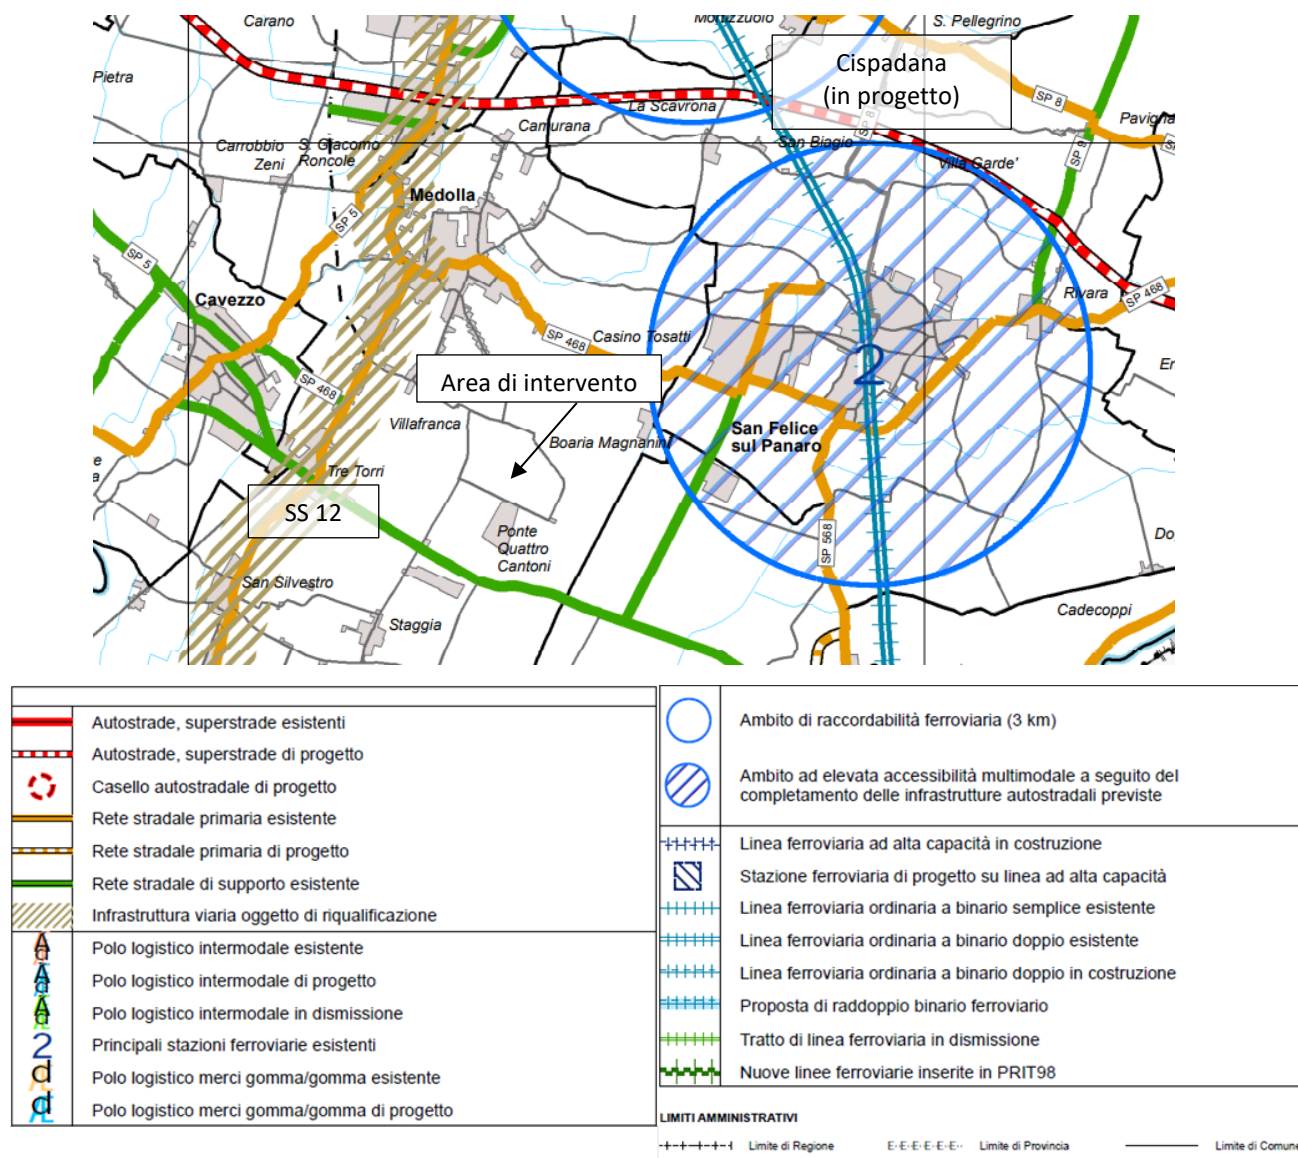 Carano
Montizzuolo
S. Pellegrino
Pietra
Cispadana
(in progetto)
SP 8
La Scavrona
Camurana
SP 8
Pavigna
Carrobbio
Zeni
S. Giacomo
Roncole
San Biagio
Villa Garde'
SP 9
Medolla
SP 5
SP 5
Cavezzo
Rivara
SP 468
Casino Tosatti
SP 468
Area di intervento
2
Er
SP 468
Villafranca
Boaria Magnanini
San Felice
sul Panaro
Tre Torri
SS 12
Ponte
Quattro
Cantoni
SP 568
Do
San Silvestro
Staggia
Cadecoppi
Autostrade, superstrade esistenti
Autostrade, superstrade di progetto
Casello autostradale di progetto
Rete stradale primaria esistente
Rete stradale primaria di progetto
Rete stradale di supporto esistente
Infrastruttura viaria oggetto di riqualificazione
Polo logistico intermodale esistente
Polo logistico intermodale di progetto
Polo logistico intermodale in dismissione
2 Principali stazioni ferroviarie esistenti
d Polo logistico merci gomma/gomma esistente
d Polo logistico merci gomma/gomma di progetto
Ambito di raccordabilità ferroviaria (3 km)
Ambito ad elevata accessibilità multimodale a seguito del
completamento delle infrastrutture autostradali previste
Linea ferroviaria ad alta capacità in costruzione
Stazione ferroviaria di progetto su linea ad alta capacità
Linea ferroviaria ordinaria a binario semplice esistente
Linea ferroviaria ordinaria a binario doppio esistente
Linea ferroviaria ordinaria a binario doppio in costruzione
Proposta di raddoppio binario ferroviario
Tratto di linea ferroviaria in dismissione
Nuove linee ferroviarie inserite in PRIT98
LIMITI AMMINISTRATIVI
Limite di Regione
Limite di Provincia
Limite di Comune